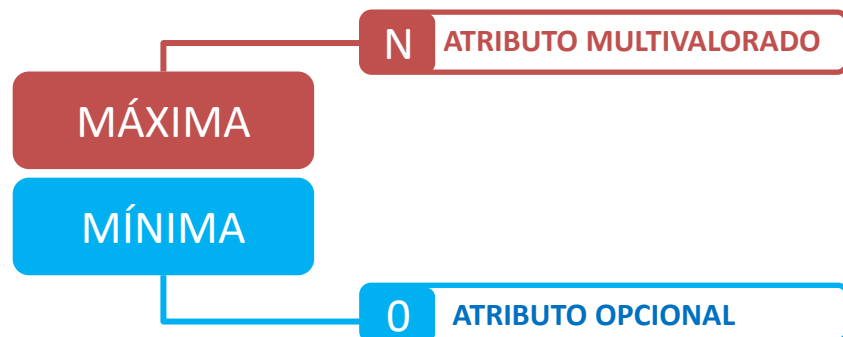 N ATRIBUTO MULTIVALORADO
MÁXIMA
MÍNIMA
0 ATRIBUTO OPCIONAL